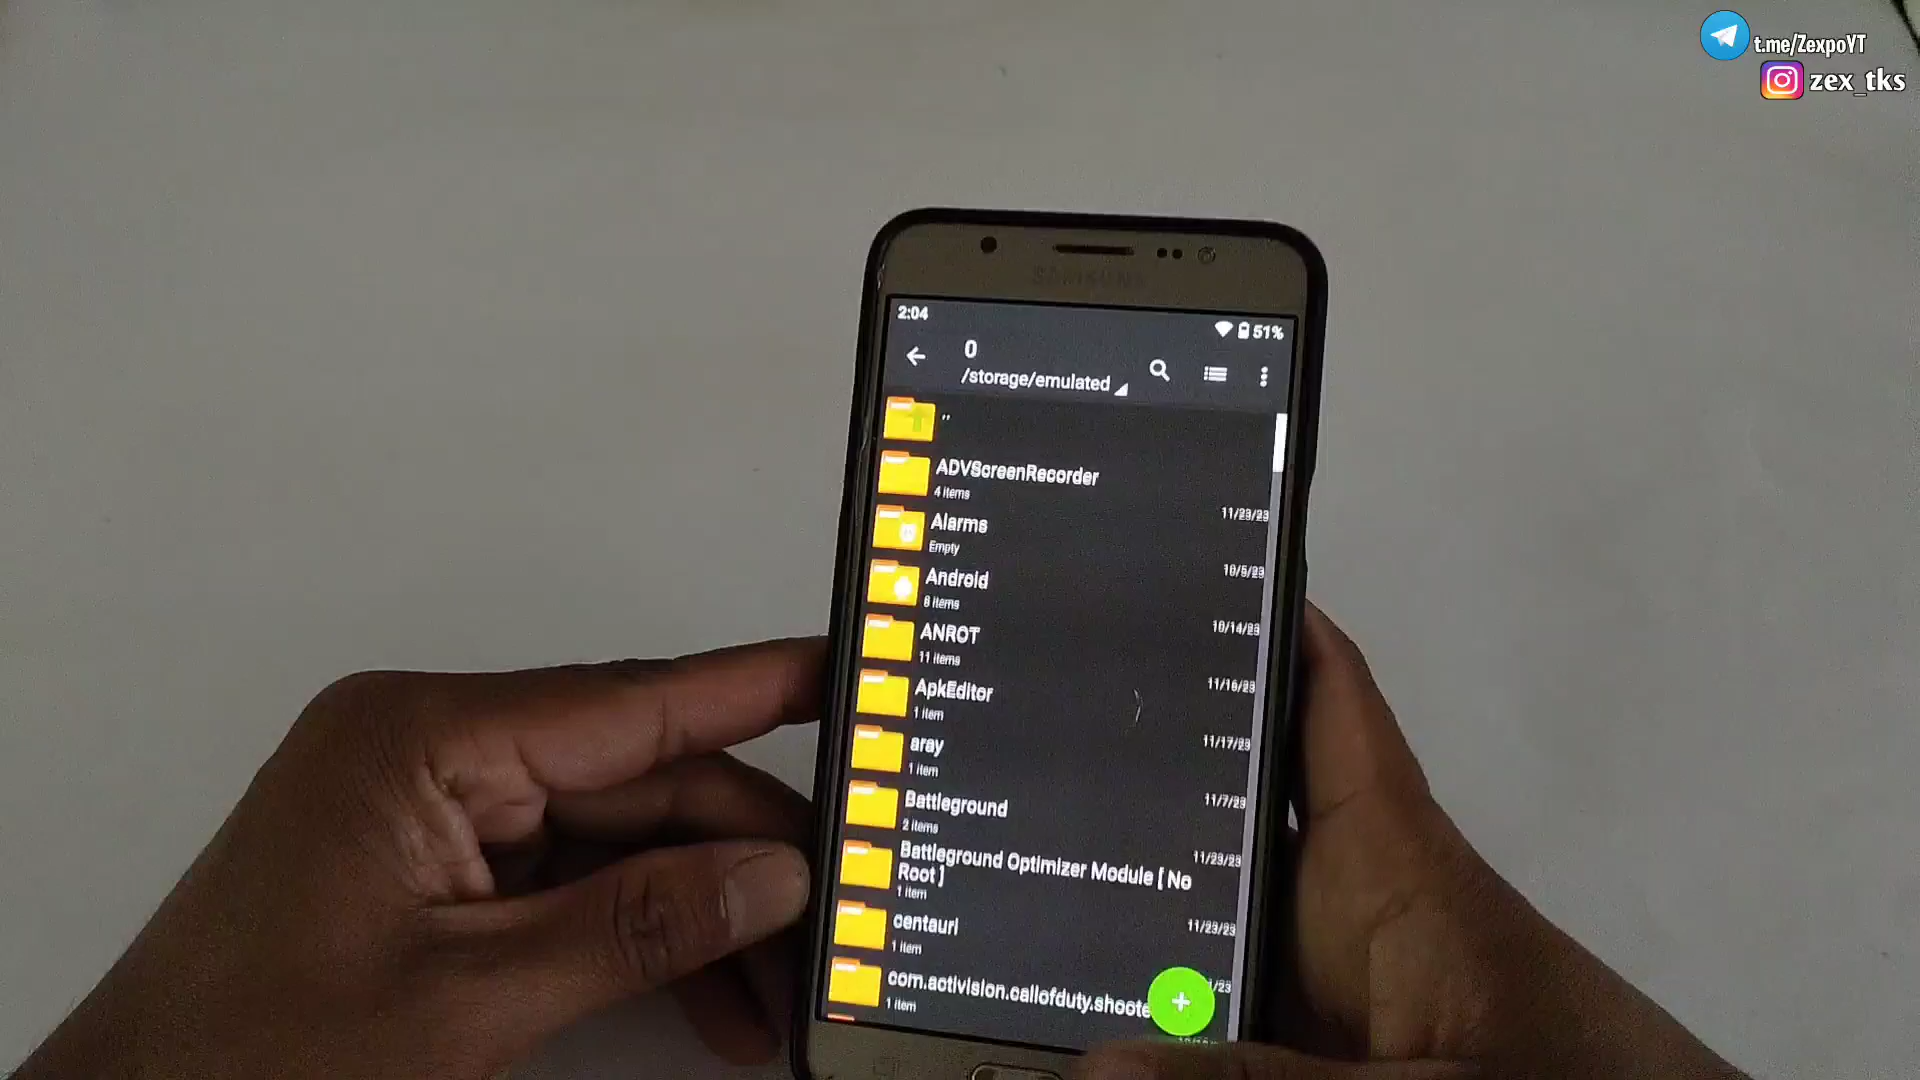 t.me/ZexpoYT
zex_tks
SAMSUNG
2:04
51%
0
/storage/emulated
..
ADVScreenRecorder
4 items
11/23/23
Alarms
Empty
10/5/23
Android
8 items
10/14/23
ANROT
11 items
11/16/23
ApkEditor
1 item
11/17/23
aray
1 item
11/7/23
Battleground
2 items
11/23/23
Battleground Optimizer Module [ No
Root ]
1 item
11/23/23
centauri
1 item
1/23
com.activision.callofduty.shoote
1 item